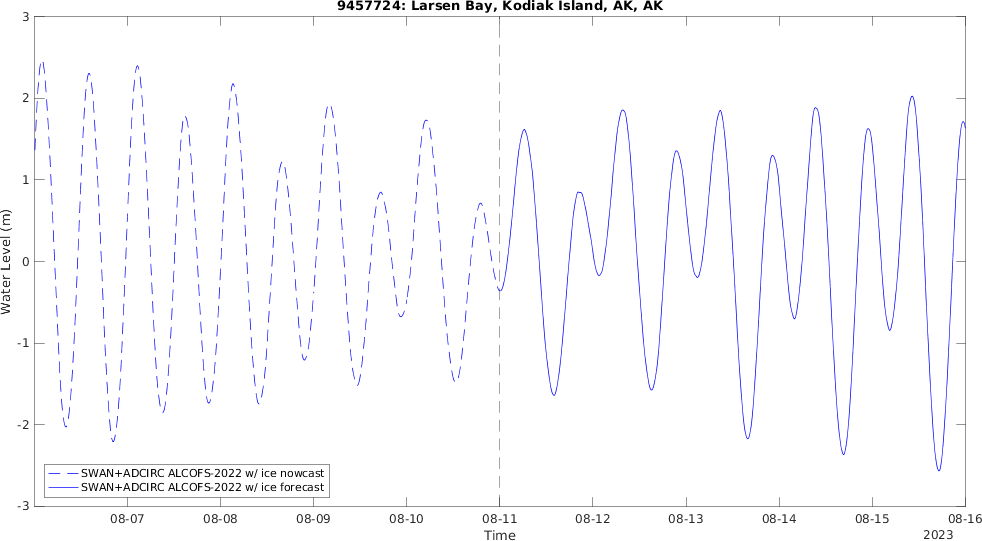 9457724: Larsen Bay, Kodiak Island, AK, AK
3
2
1
0
-1
-2
-3
Water Level (m)
SWAN+ADCIRC ALCOFS-2022 w/ ice nowcast
SWAN+ADCIRC ALCOFS-2022 w/ ice forecast
08-07 08-08 08-09 08-10 08-11 08-12 08-13 08-14 08-15 08-16
Time
2023